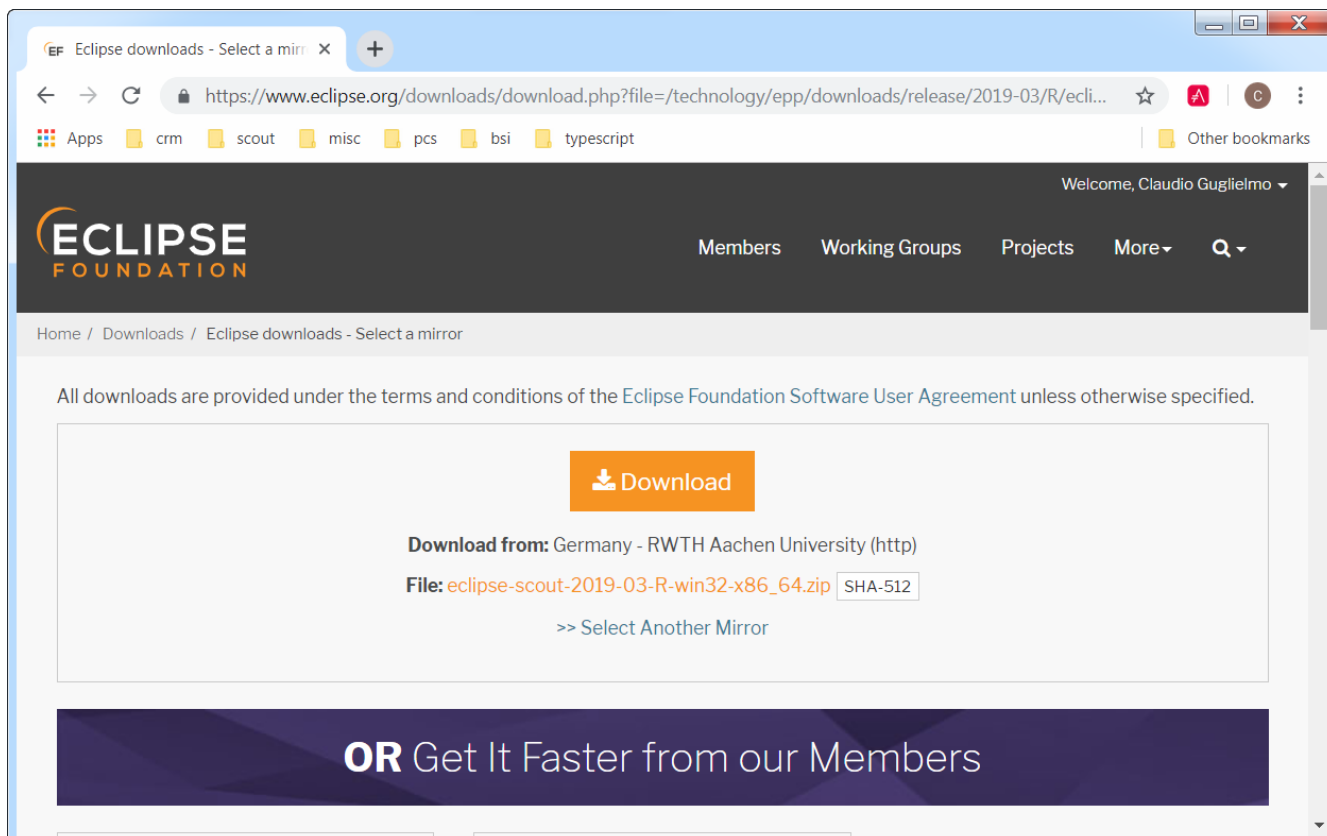 EF Eclipse downloads - Select a mirr
https://www.eclipse.org/downloads/download.php?file=/technology/epp/downloads/release/2019-03/R/ecli...
C
Apps crm scout misc pcs bsi typescript Other bookmarks
Welcome, Claudio Guglielmo
ECLIPSE
FOUNDATION
Members Working Groups Projects More
Home / Downloads / Eclipse downloads - Select a mirror
All downloads are provided under the terms and conditions of the Eclipse Foundation Software User Agreement unless otherwise specified.
Download
Download from: Germany - RWTH Aachen University (http)
File: eclipse-scout-2019-03-R-win32-x86_64.zip SHA-512
>> Select Another Mirror
OR Get It Faster from our Members